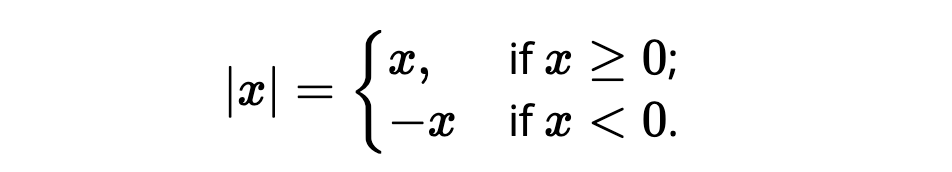 |x| = { x, if x ≥ 0;
−x if x < 0.